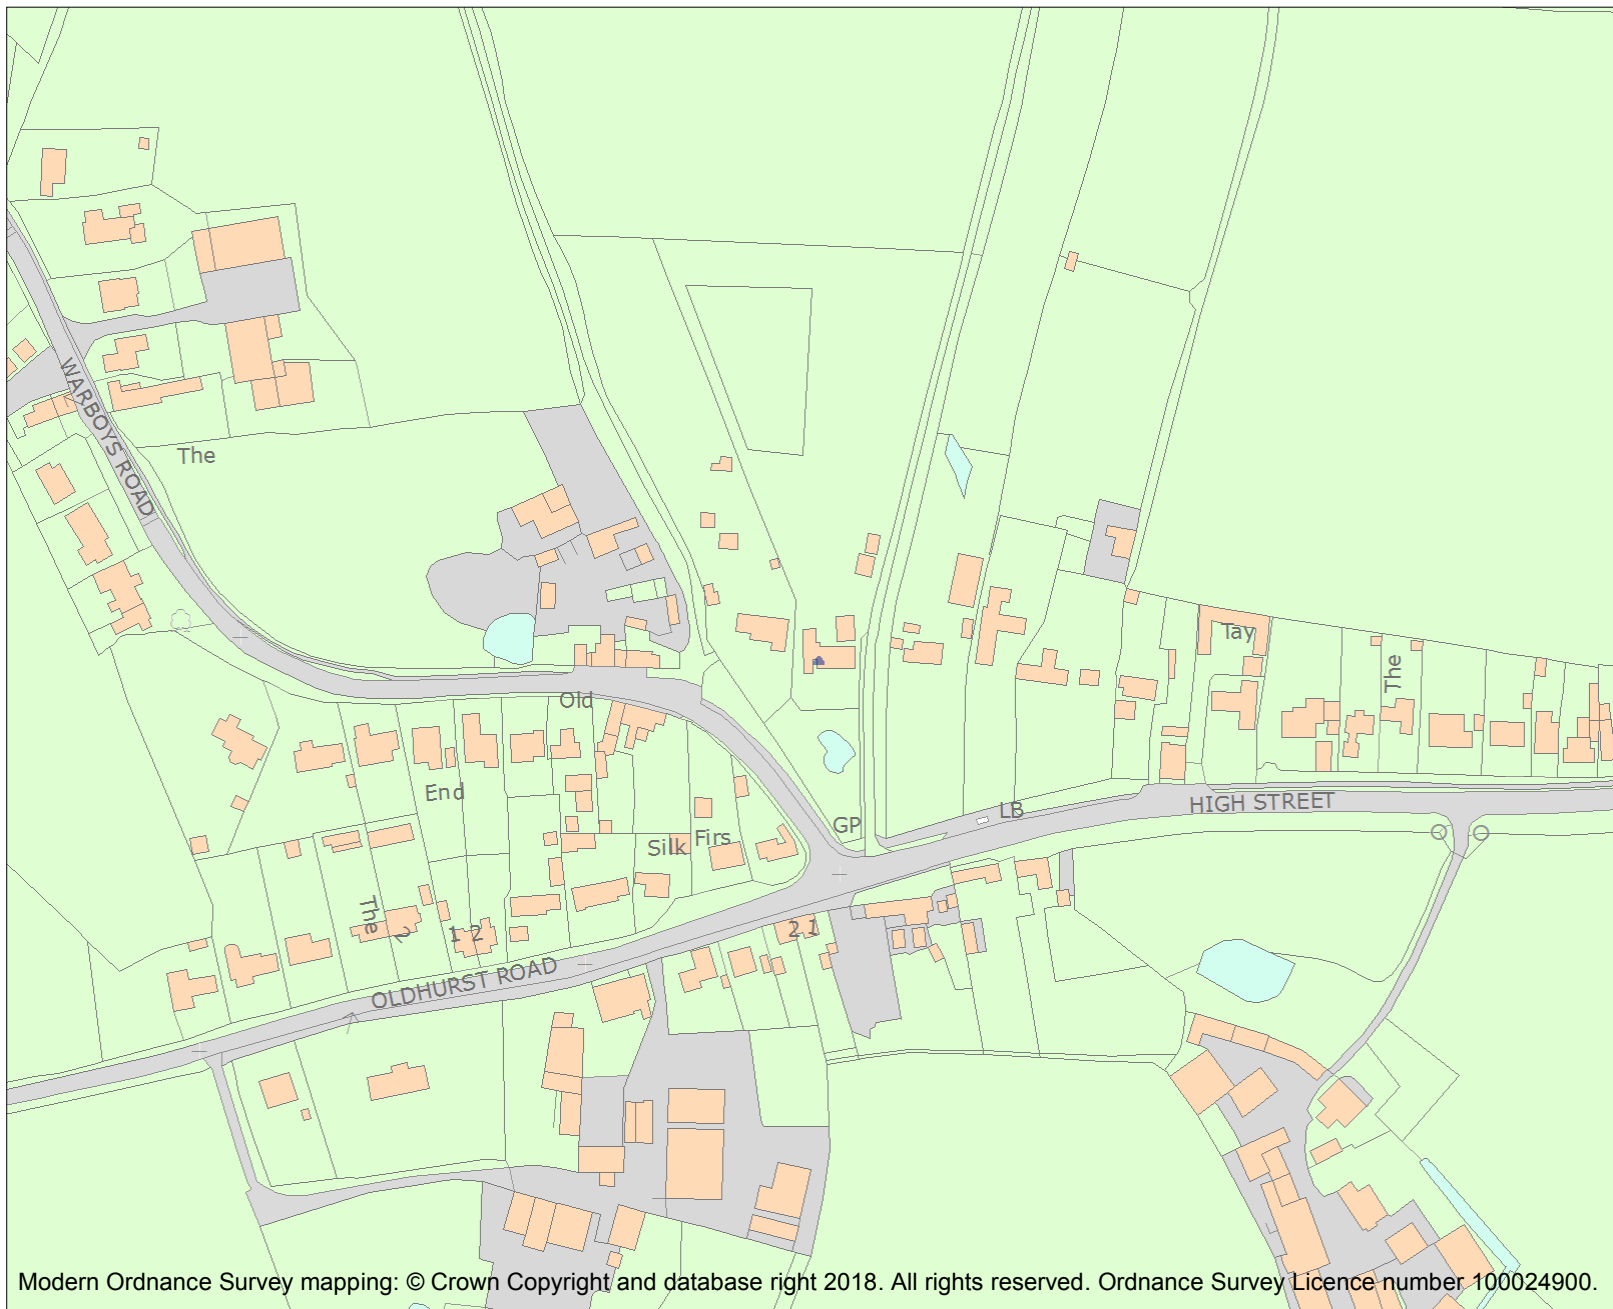 WARBOYS ROAD
The
Tay
The
Old
End
LB
HIGH STREET
GP
Firs
Silk
The
2
1 2
2 1
OLDHURST ROAD
Modern Ordnance Survey mapping: © Crown Copyright and database right 2018. All rights reserved. Ordnance Survey Licence number 100024900.